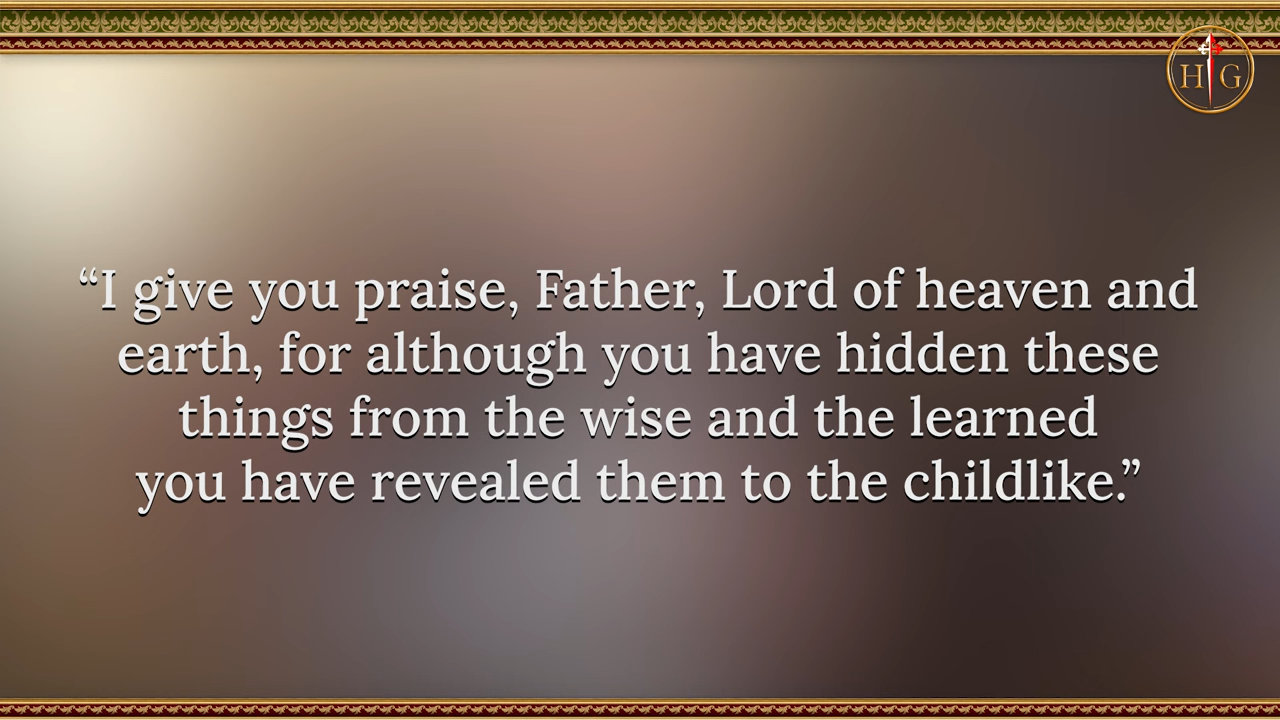 H G
“I give you praise, Father, Lord of heaven and
earth, for although you have hidden these
things from the wise and the learned
you have revealed them to the childlike.”